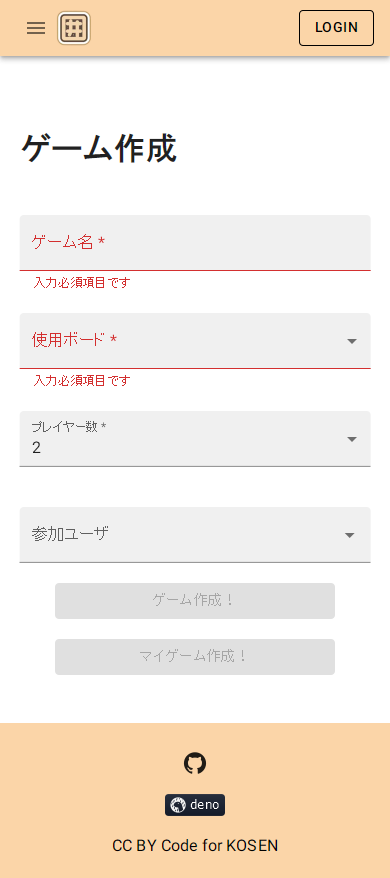 LOGIN
ゲーム作成
ゲーム名 *
入力必須項目です
使用ボード *
入力必須項目です
プレイヤー数 *
2
参加ユーザ
ゲーム作成！
マイゲーム作成！
deno
CC BY Code for KOSEN